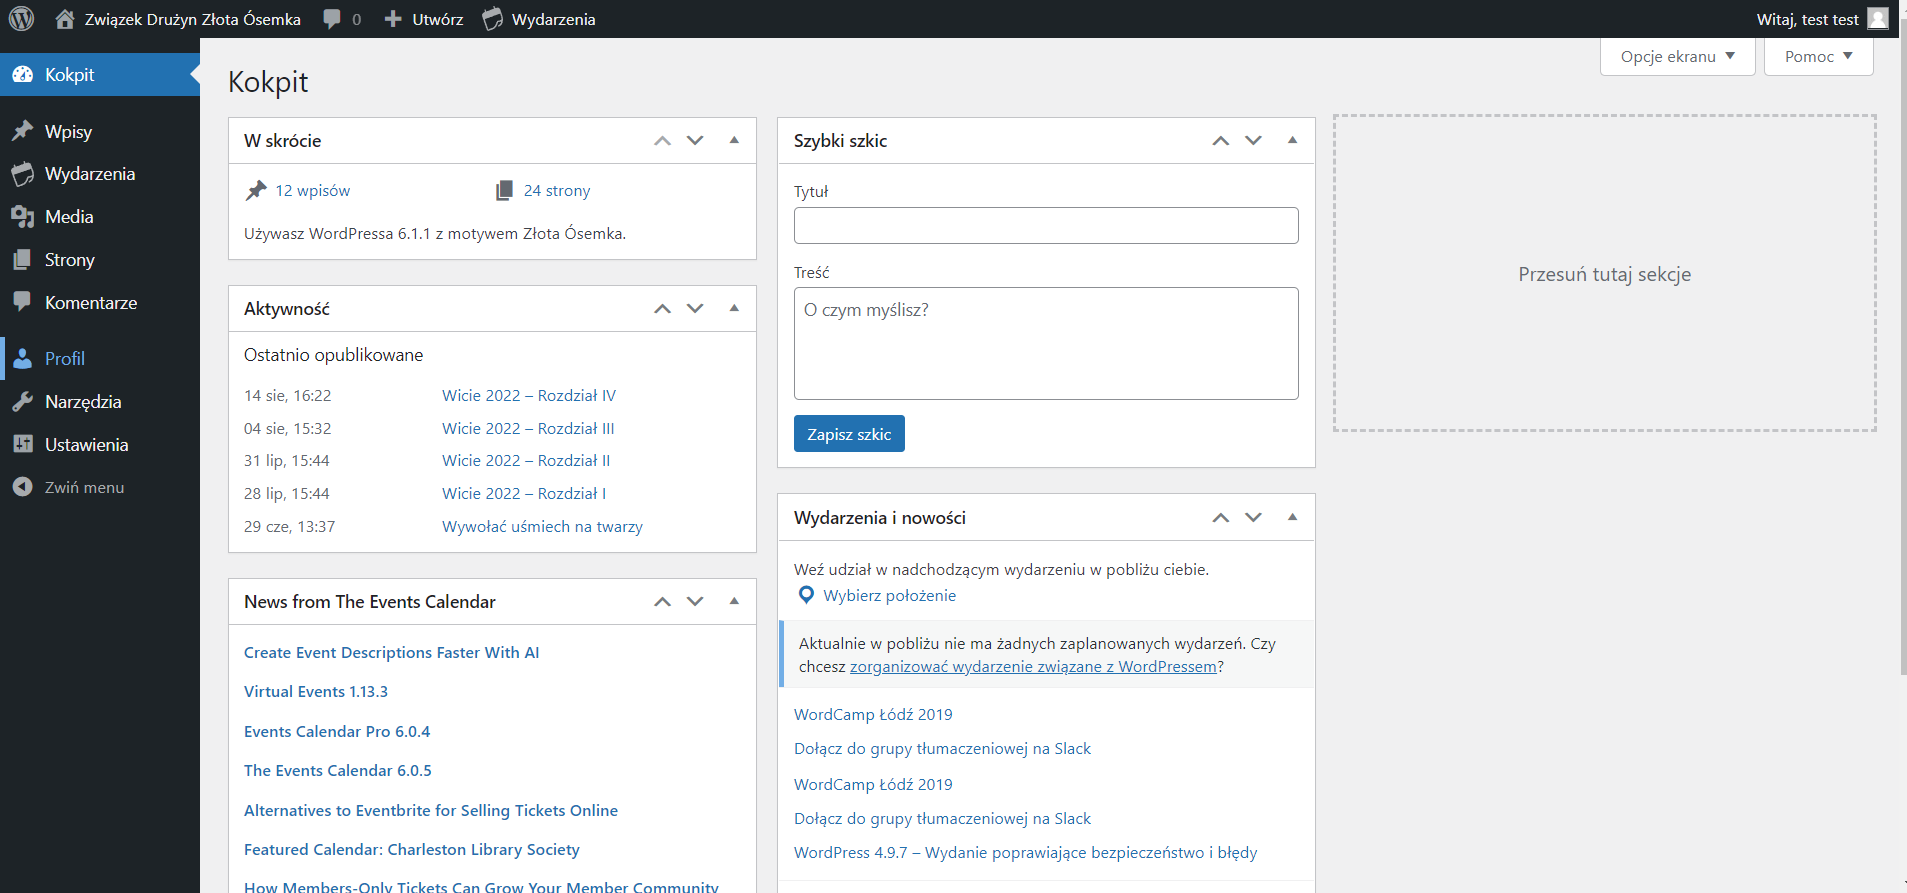 Związek Drużyn Złota Ósemka
0
Utwórz
Wydarzenia
Witaj, test test
Kokpit
Wpisy
Wydarzenia
Media
Strony
Komentarze
Profil
Narzędzia
Ustawienia
Zwiń menu
Opcje ekranu
Pomoc
Kokpit
W skrócie
12 wpisów
24 strony
Używasz WordPressa 6.1.1 z motywem Złota Ósemka.
Aktywność
Ostatnio opublikowane
14 sie, 16:22 Wicie 2022 – Rozdział IV
04 sie, 15:32 Wicie 2022 – Rozdział III
31 lip, 15:44 Wicie 2022 – Rozdział II
28 lip, 15:44 Wicie 2022 – Rozdział I
29 cze, 13:37 Wywołać uśmiech na twarzy
News from The Events Calendar
Create Event Descriptions Faster With AI
Virtual Events 1.13.3
Events Calendar Pro 6.0.4
The Events Calendar 6.0.5
Alternatives to Eventbrite for Selling Tickets Online
Featured Calendar: Charleston Library Society
How Members-Only Tickets Can Grow Your Member Community
Szybki szkic
Tytuł
Treść
O czym myślisz?
Zapisz szkic
Wydarzenia i nowości
Weź udział w nadchodzącym wydarzeniu w pobliżu ciebie.
Wybierz położenie
Aktualnie w pobliżu nie ma żadnych zaplanowanych wydarzeń. Czy
chcesz zorganizować wydarzenie związane z WordPressem?
WordCamp Łódź 2019
Dołącz do grupy tłumaczeniowej na Slack
WordCamp Łódź 2019
Dołącz do grupy tłumaczeniowej na Slack
WordPress 4.9.7 – Wydanie poprawiające bezpieczeństwo i błędy
Przesuń tutaj sekcje